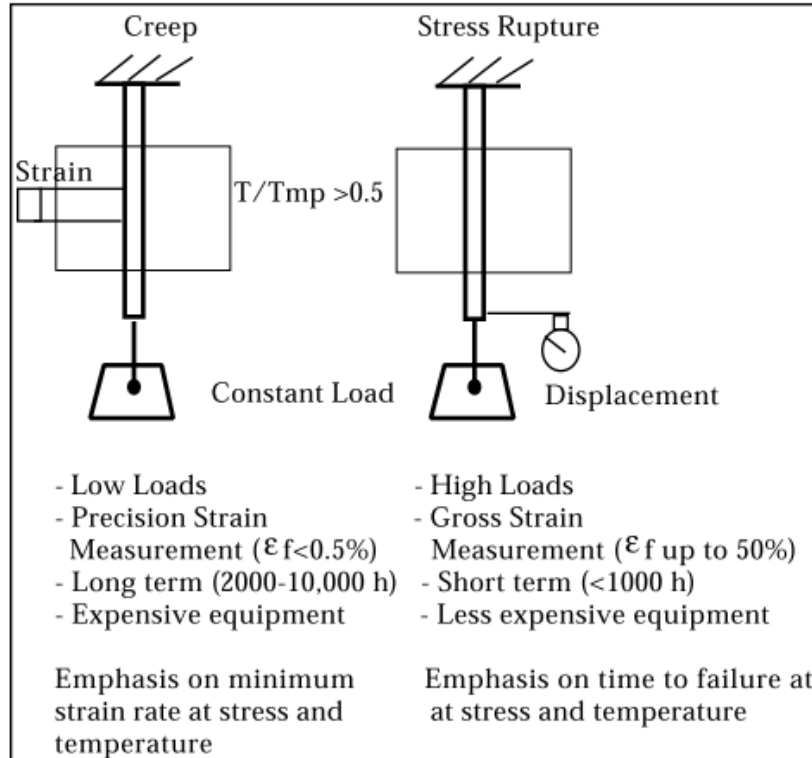 Creep
Stress Rupture
Strain
T/Tmp >0.5
Constant Load
Displacement
- Low Loads
- Precision Strain
Measurement (εf<0.5%)
- Long term (2000-10,000 h)
- Expensive equipment
Emphasis on minimum
strain rate at stress and
temperature
- High Loads
- Gross Strain
Measurement (εf up to 50%)
- Short term (<1000 h)
- Less expensive equipment
Emphasis on time to failure at
at stress and temperature